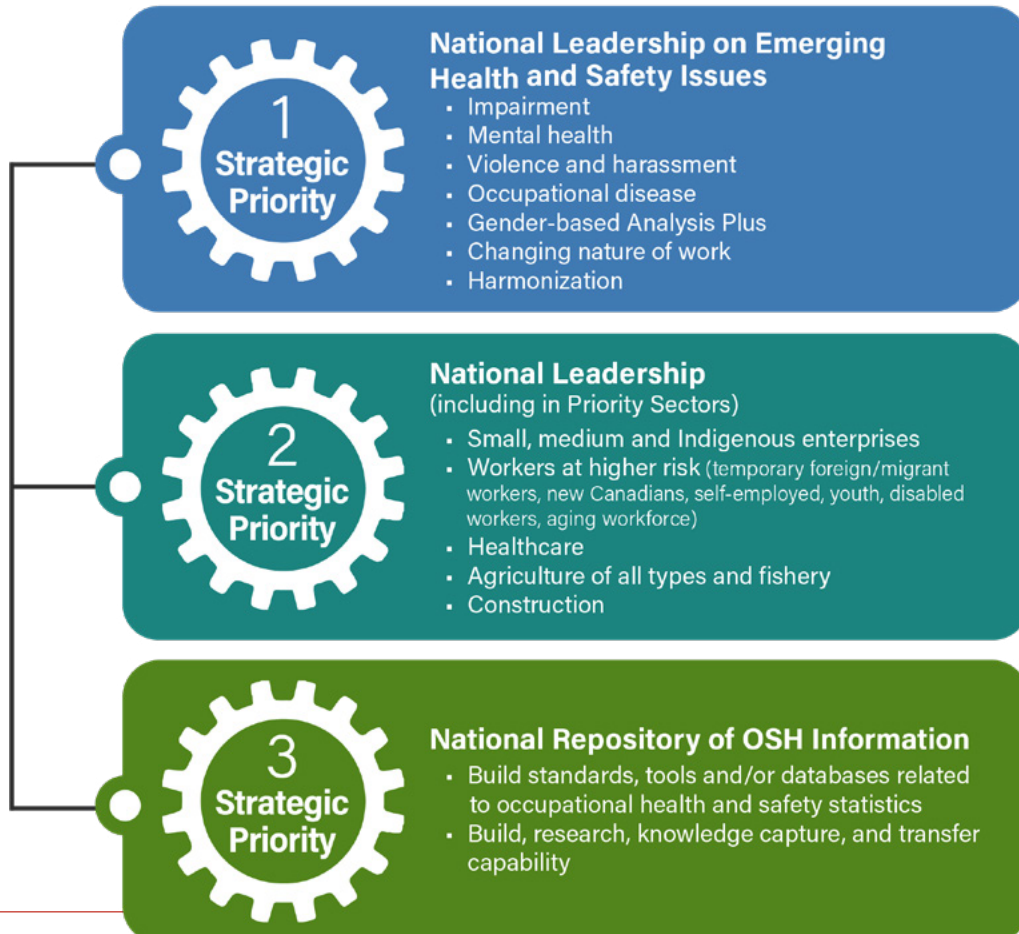 1
Strategic
Priority
National Leadership on Emerging
Health and Safety Issues
▪ Impairment
▪ Mental health
▪ Violence and harassment
▪ Occupational disease
▪ Gender-based Analysis Plus
▪ Changing nature of work
▪ Harmonization
2
Strategic
Priority
National Leadership
(including in Priority Sectors)
▪ Small, medium and Indigenous enterprises
▪ Workers at higher risk (temporary foreign/migrant
workers, new Canadians, self-employed, youth, disabled
workers, aging workforce)
▪ Healthcare
▪ Agriculture of all types and fishery
▪ Construction
3
Strategic
Priority
National Repository of OSH Information
▪ Build standards, tools and/or databases related
to occupational health and safety statistics
▪ Build, research, knowledge capture, and transfer
capability